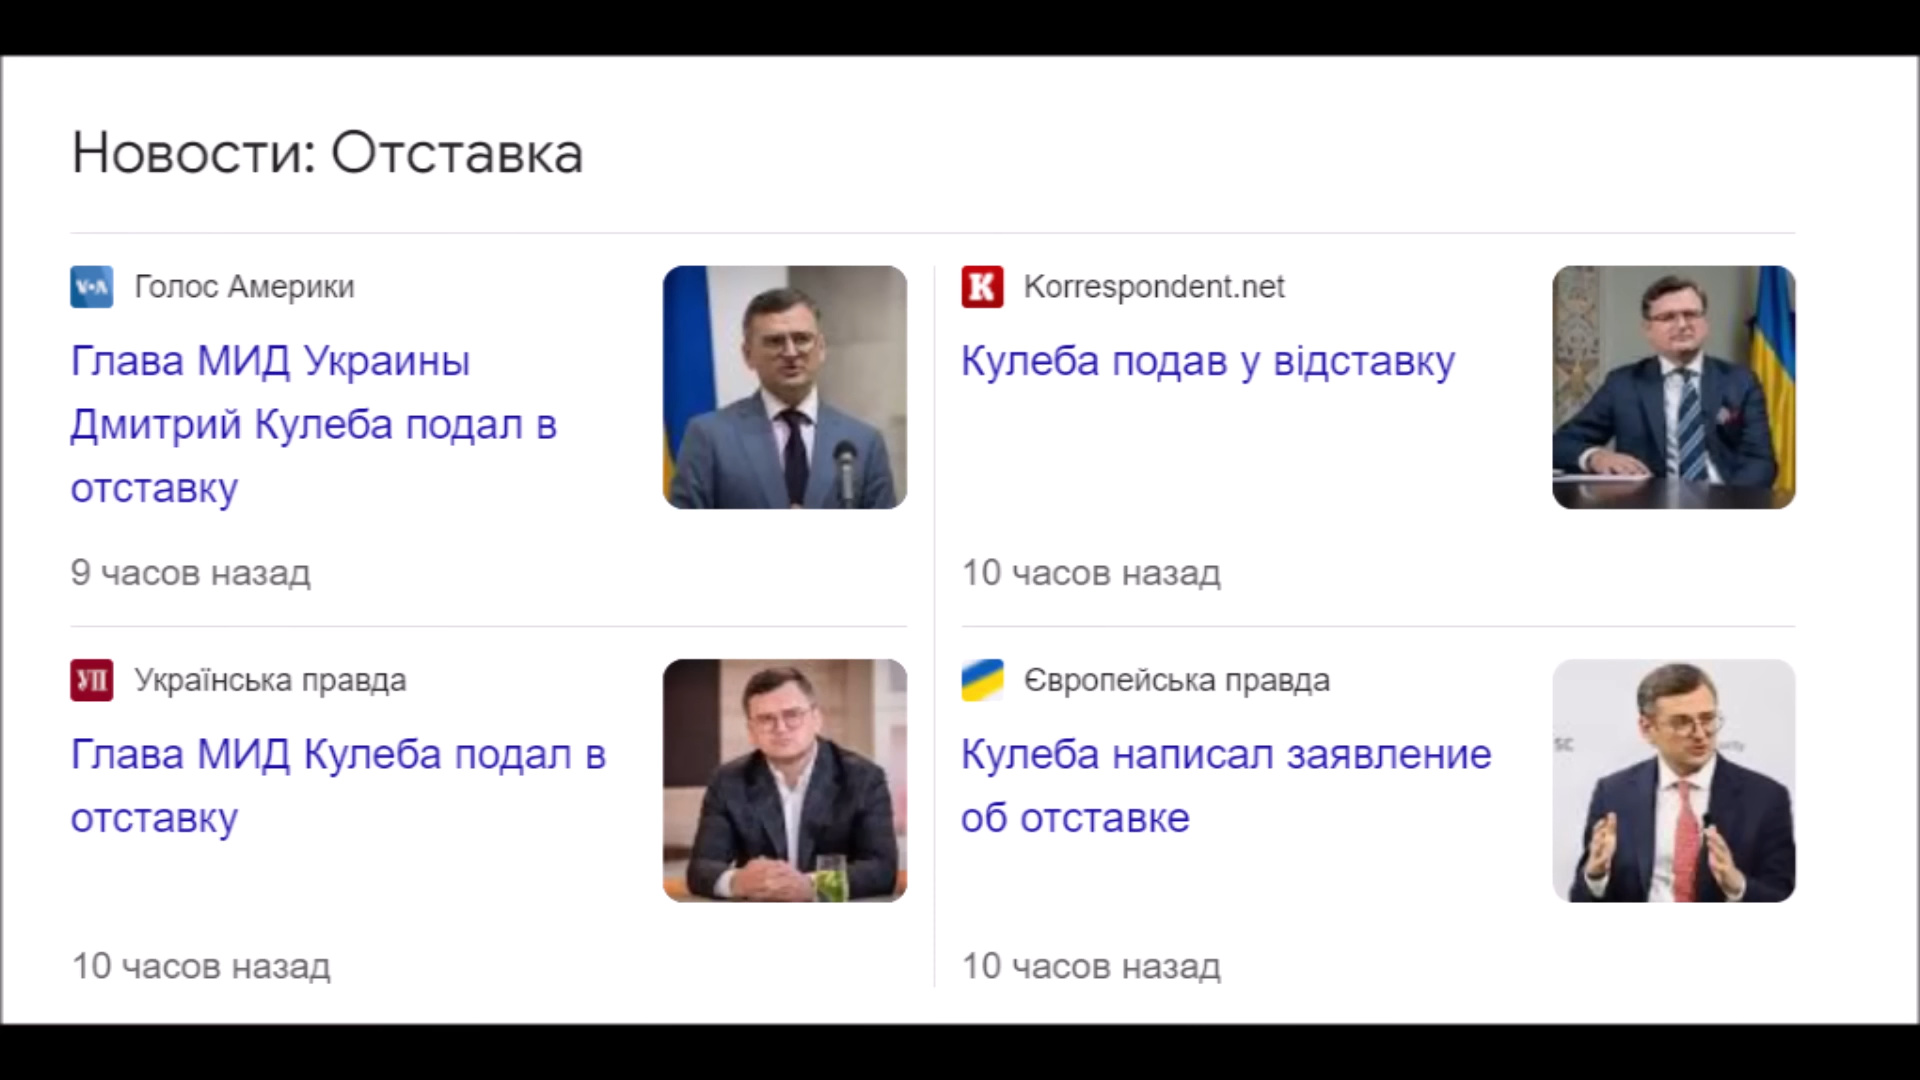 Новости: Отставка
VOA
Голос Америки
Глава МИД Украины
Дмитрий Кулеба подал в
отставку
9 часов назад
K
Korrespondent.net
Кулеба подав у відставку
10 часов назад
УП
Українська правда
Глава МИД Кулеба подал в
отставку
10 часов назад
Європейська правда
Кулеба написал заявление
об отставке
10 часов назад